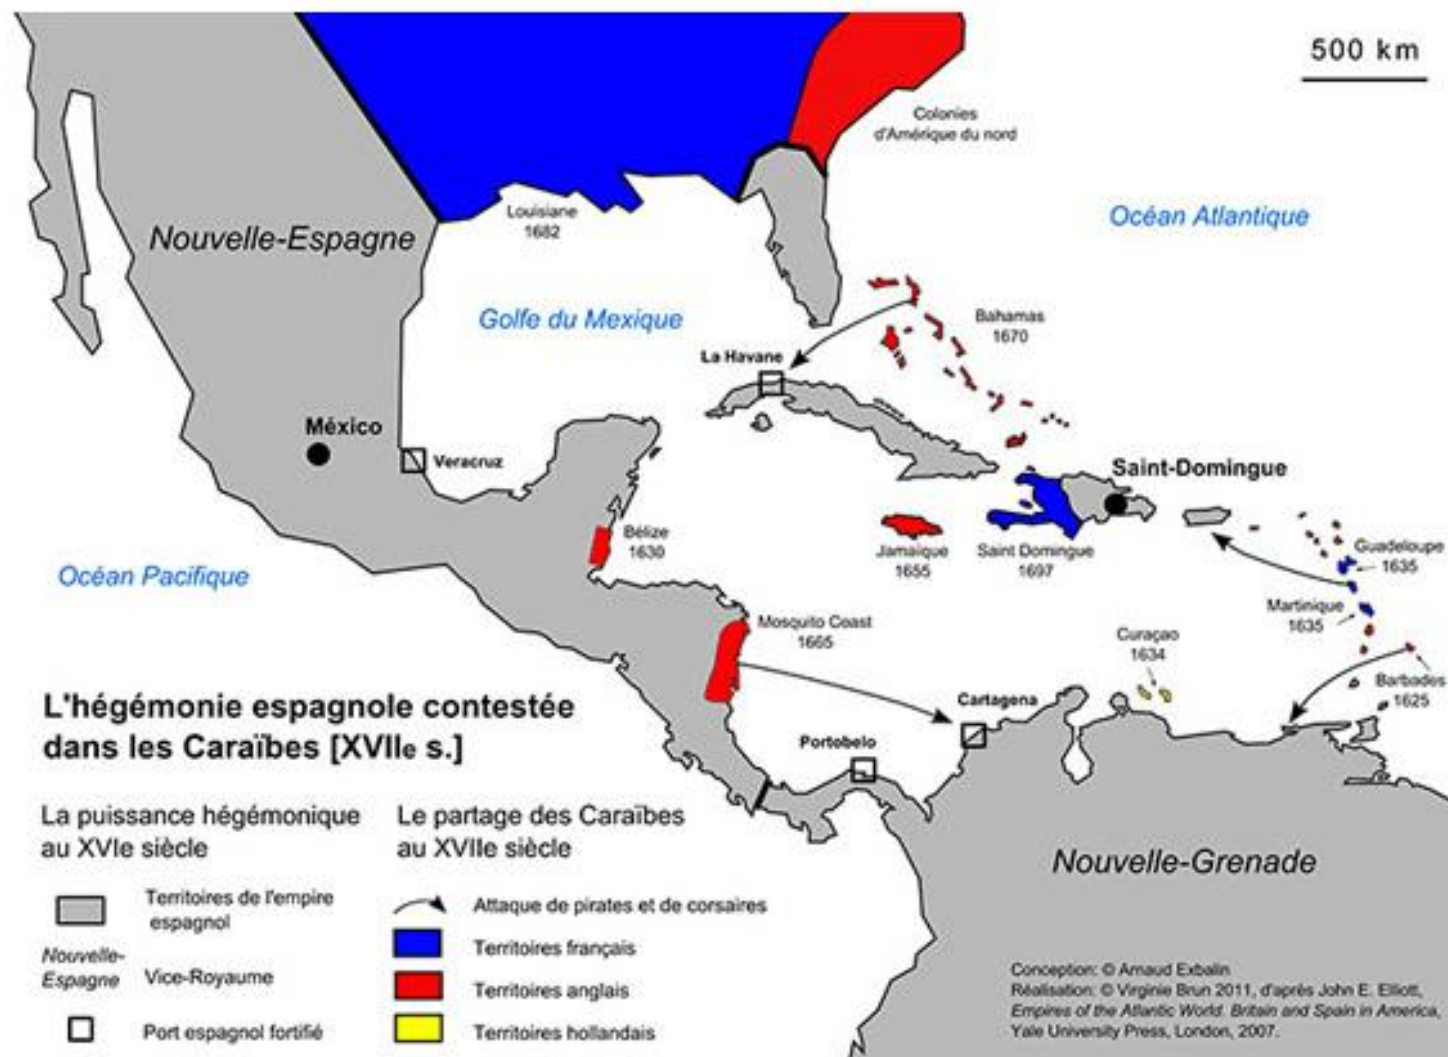 500 km
Colonies
d'Amérique du nord
Louisiane
1682
Océan Atlantique
Nouvelle-Espagne
Golfe du Mexique
Bahamas
1670
La Havane
México
Veracruz
Saint-Domingue
Bélize
1630
Jamaïque
1655
Saint Domingue
1697
Guadeloupe
1635
Océan Pacifique
Martinique
1635
Mosquito Coast
1665
Curaçao
1634
Barbades
1625
Cartagena
Portobelo
L'hégémonie espagnole contestée
dans les Caraïbes [XVIIe s.]
Nouvelle-Grenade
La puissance hégémonique
au XVIe siècle
Territoires de l'empire
espagnol
Nouvelle-
Espagne
Vice-Royaume
Port espagnol fortifié
Le partage des Caraïbes
au XVIIe siècle
Attaque de pirates et de corsaires
Territoires français
Territoires anglais
Territoires hollandais
Conception: © Arnaud Exbalin
Réalisation: © Virginie Brun 2011, d'après John E. Elliott,
Empires of the Atlantic World. Britain and Spain in America,
Yale University Press, London, 2007.